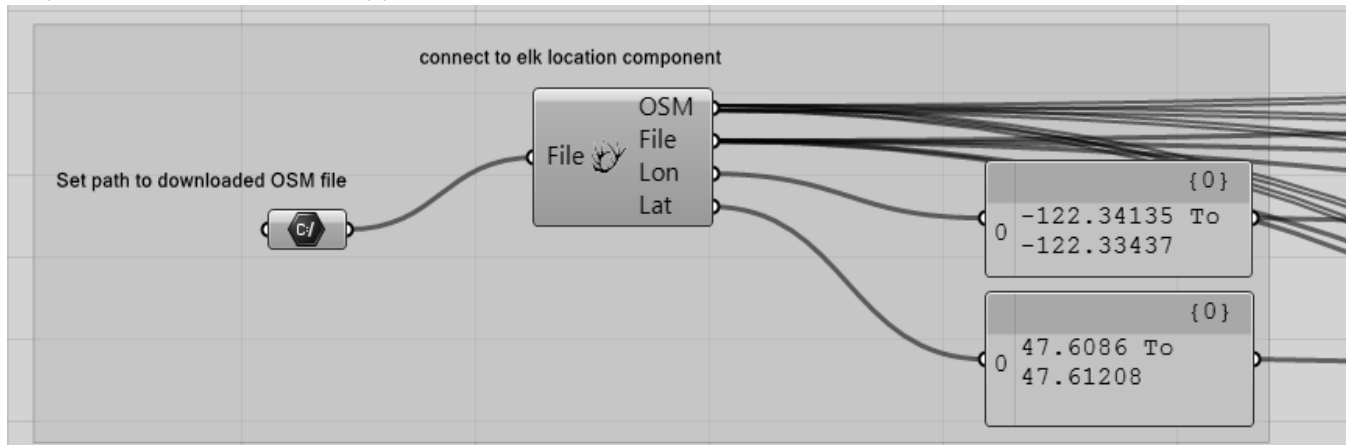 connect to elk location component
OSM
File
File
Lon
Lat
Set path to downloaded OSM file
C:/
{0}
0
-122.34135 To
-122.33437
{0}
0
47.6086 To
47.61208